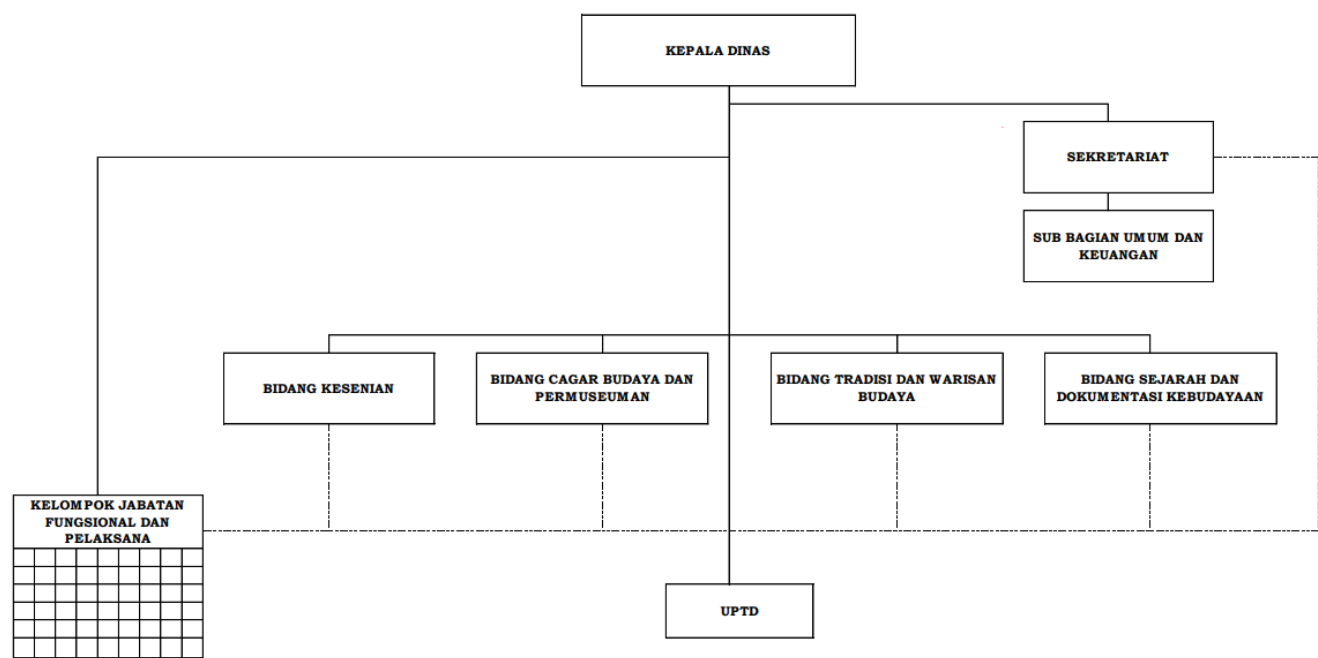 KEPALA DINAS
SEKRETARIAT
SUB BAGIAN UMUM DAN
KEUANGAN
BIDANG KESENIAN
BIDANG CAGAR BUDAYA DAN
PERMUSEUMAN
BIDANG TRADISI DAN WARISAN
BUDAYA
BIDANG SEJARAH DAN
DOKUMENTASI KEBUDAYAAN
KELOMPOK JABATAN
FUNGSIONAL DAN
PELAKSANA
UPTD